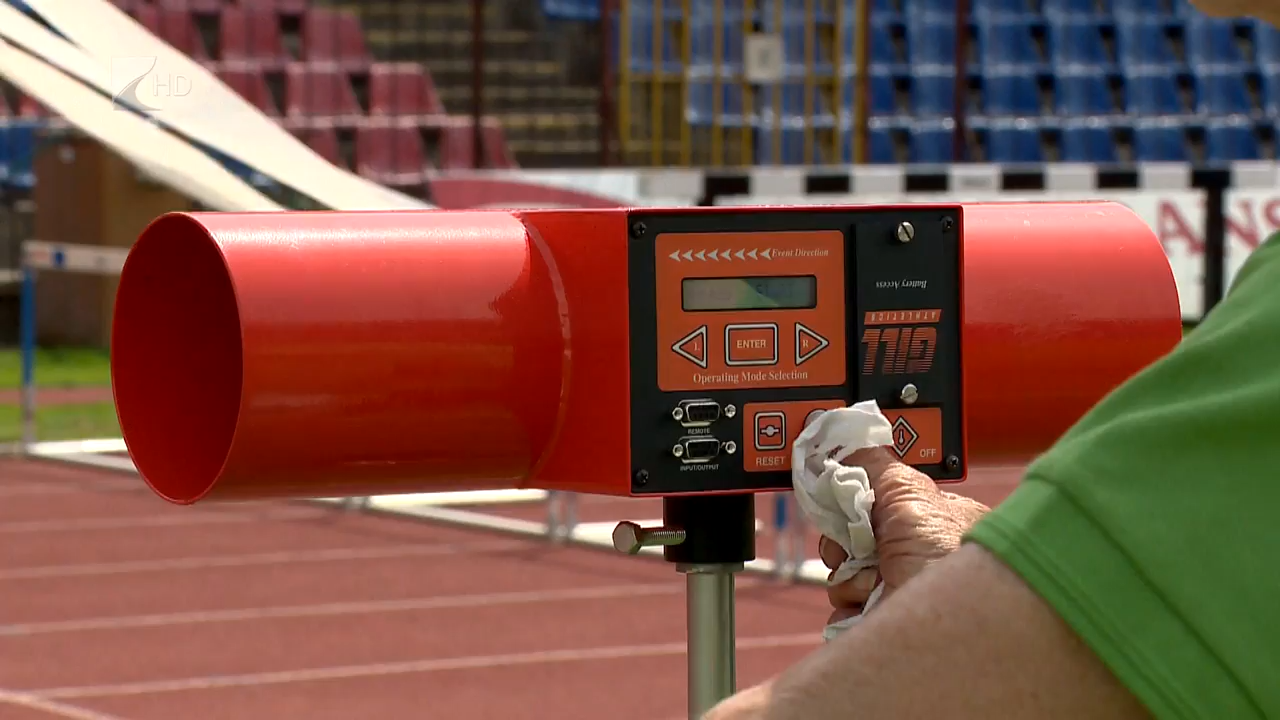 HD
Event Direction
L
ENTER
R
Operating Mode Selection
Battery Access
ATHLETICS
GILL
REMOTE
INPUT/OUTPUT
RESET
OFF